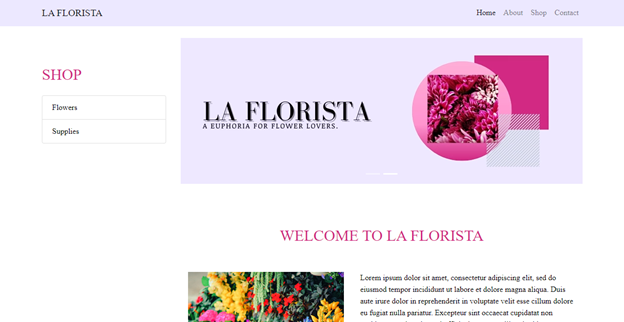 LA FLORISTA
Home About Shop Contact
SHOP
Flowers
Supplies
LA FLORISTA
A EUPHORIA FOR FLOWER LOVERS.
WELCOME TO LA FLORISTA
Lorem ipsum dolor sit amet, consectetur adipiscing elit, sed do
eiusmod tempor incididunt ut labore et dolore magna aliqua. Duis
aute irure dolor in reprehenderit in voluptate velit esse cillum dolore
eu fugiat nulla pariatur. Excepteur sint occaecat cupidatat non